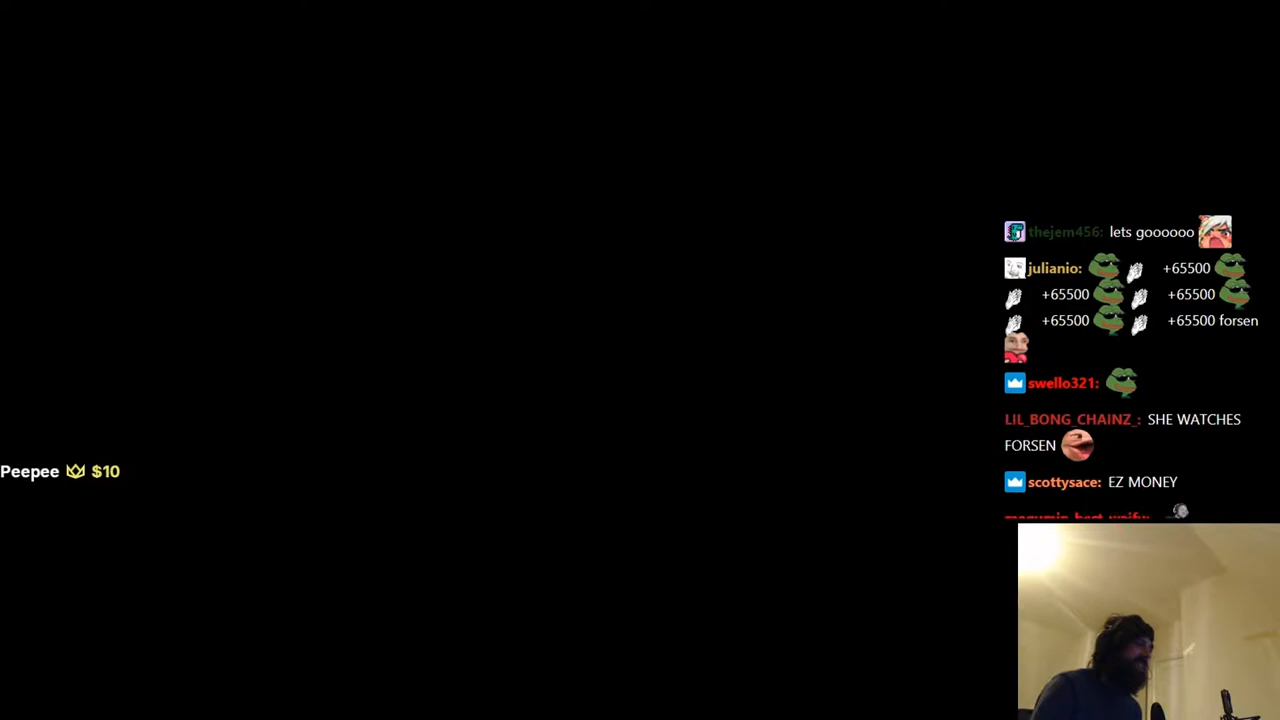 thejem456: lets goooooo
julianio: +65500
+65500 +65500
+65500 +65500 forsen
swello321:
LIL_BONG_CHAINZ_: SHE WATCHES
FORSEN
scottysace: EZ MONEY
Peepee $10